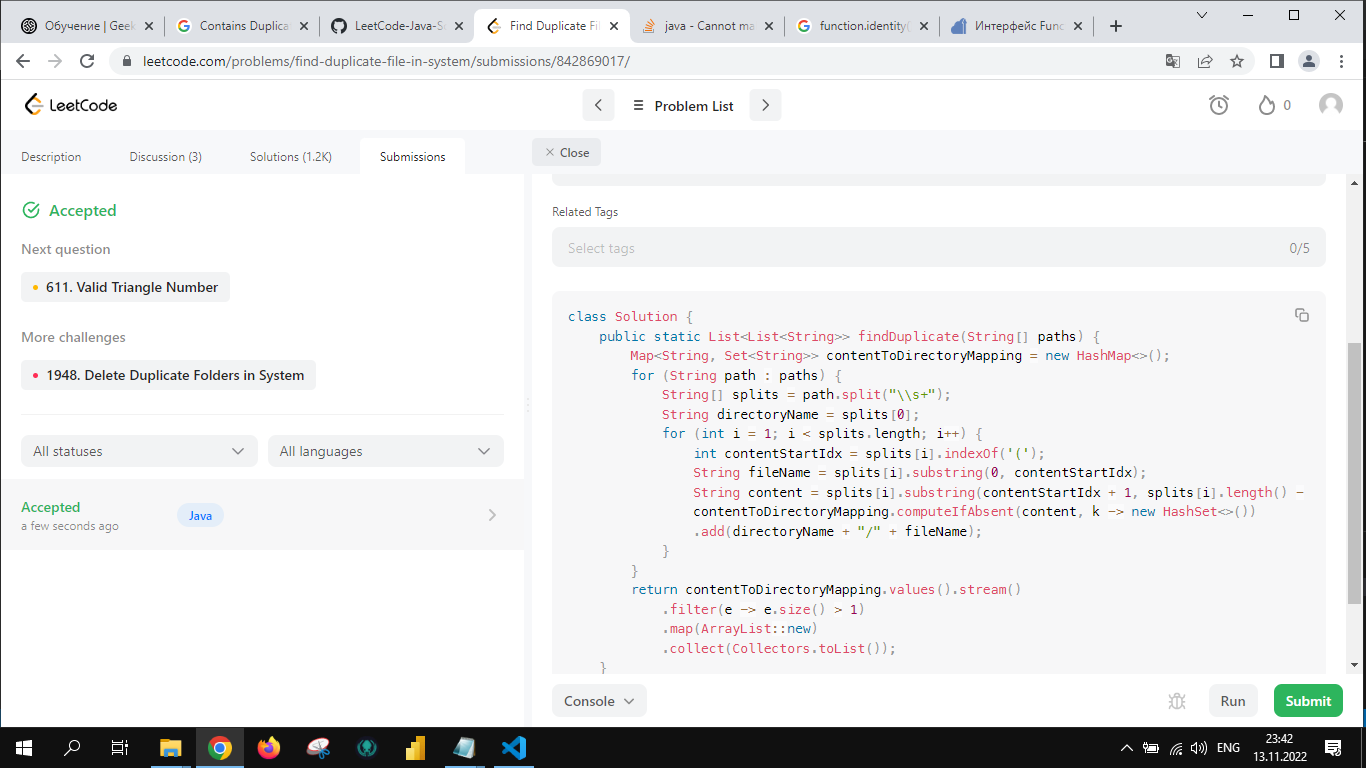 Обучение | Geek
Contains Duplica
LeetCode-Java-So
Find Duplicate Fil
java - Cannot ma
function.identity(
Интерфейс Func
leetcode.com/problems/find-duplicate-file-in-system/submissions/842869017/
LeetCode
Problem List
0
Description
Discussion (3)
Solutions (1.2K)
Submissions
Close
Accepted
Next question
611. Valid Triangle Number
More challenges
1948. Delete Duplicate Folders in System
All statuses
All languages
Accepted
a few seconds ago
Java
Related Tags
Select tags
0/5
class Solution {
    public static List<List<String>> findDuplicate(String[] paths) {
        Map<String, Set<String>> contentToDirectoryMapping = new HashMap<>();
        for (String path : paths) {
            String[] splits = path.split("\\s+");
            String directoryName = splits[0];
            for (int i = 1; i < splits.length; i++) {
                int contentStartIdx = splits[i].indexOf('(');
                String fileName = splits[i].substring(0, contentStartIdx);
                String content = splits[i].substring(contentStartIdx + 1, splits[i].length() -
                contentToDirectoryMapping.computeIfAbsent(content, k -> new HashSet<>())
                .add(directoryName + "/" + fileName);
            }
        }
        return contentToDirectoryMapping.values().stream()
            .filter(e -> e.size() > 1)
            .map(ArrayList::new)
            .collect(Collectors.toList());
    }
Console
Run
Submit
ENG
23:42
13.11.2022